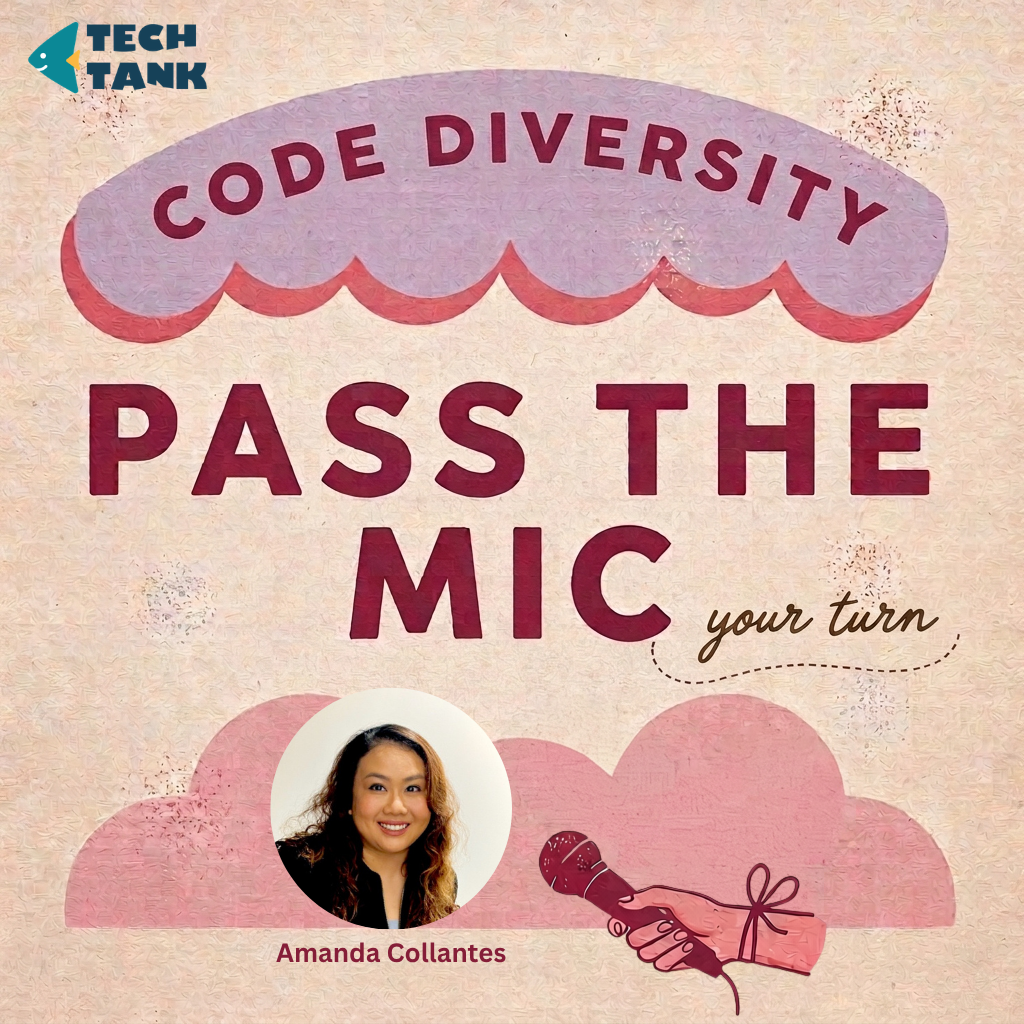 TECH
TANK
CODE DIVERSITY
PASS THE
MIC
your turn
Amanda Collantes